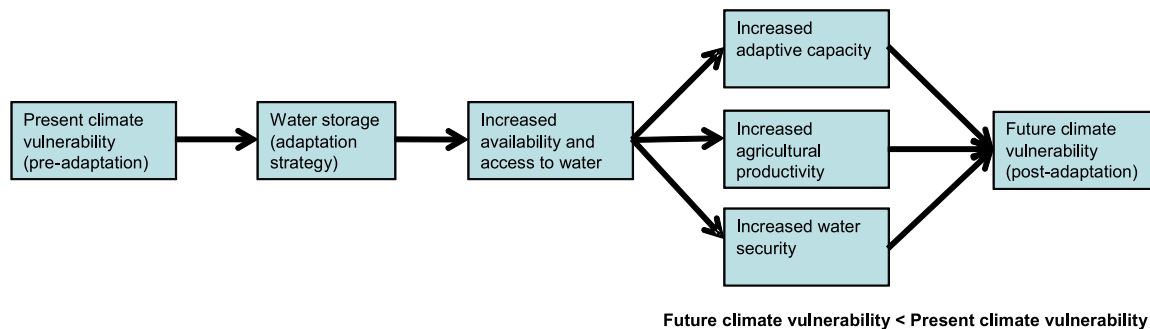 Present climate
vulnerability
(pre-adaptation)
Water storage
(adaptation
strategy)
Increased
availability and
access to water
Increased
adaptive capacity
Increased
agricultural
productivity
Increased water
security
Future climate
vulnerability
(post-adaptation)
Future climate vulnerability < Present climate vulnerability